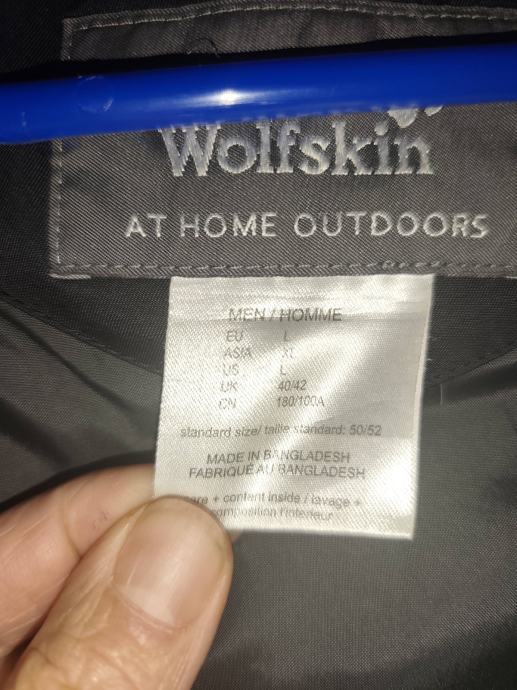 Wolfskin
AT HOME OUTDOORS
MEN / HOMME
EU L
ASIA XL
US L
UK 40/42
CN 180/100A
standard size/ taille standard: 50/52
MADE IN BANGLADESH
FABRIQUÉ AU BANGLADESH
care + content inside / lavage +
composition l'interieur